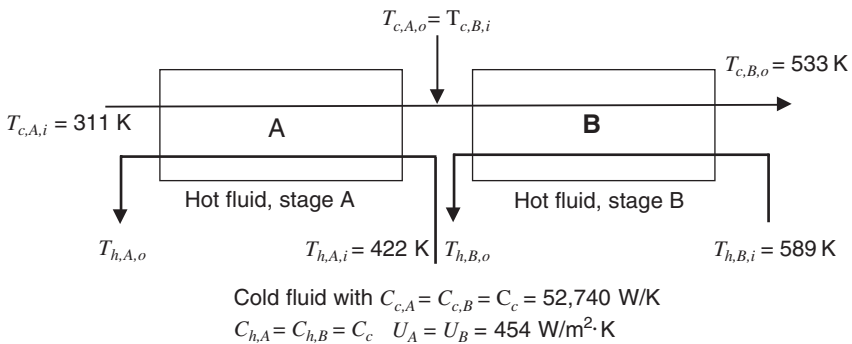 T_{c,A,o} = T_{c,B,i}
T_{c,B,o} = 533 K
T_{c,A,i} = 311 K
A
B
Hot fluid, stage A
Hot fluid, stage B
T_{h,A,o}
T_{h,A,i} = 422 K
T_{h,B,o}
T_{h,B,i} = 589 K
Cold fluid with C_{c,A} = C_{c,B} = C_c = 52,740 W/K
C_{h,A} = C_{h,B} = C_c U_A = U_B = 454 W/m²·K